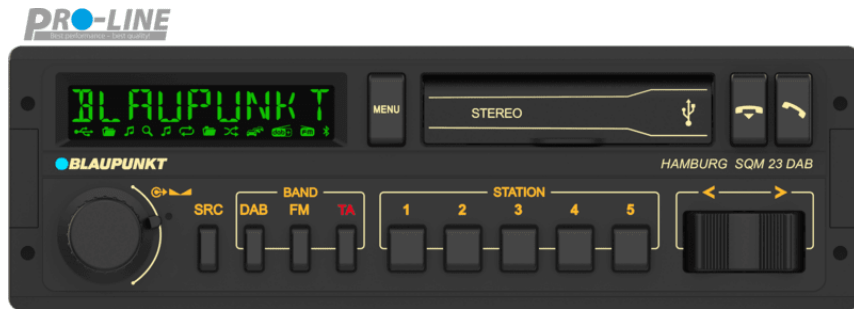 PRO-LINE
Best performance – best quality!
BLAUPUNKT
MENU
STEREO
BLAUPUNKT
HAMBURG SQM 23 DAB
BAND
STATION
< >
SRC DAB FM TA 1 2 3 4 5